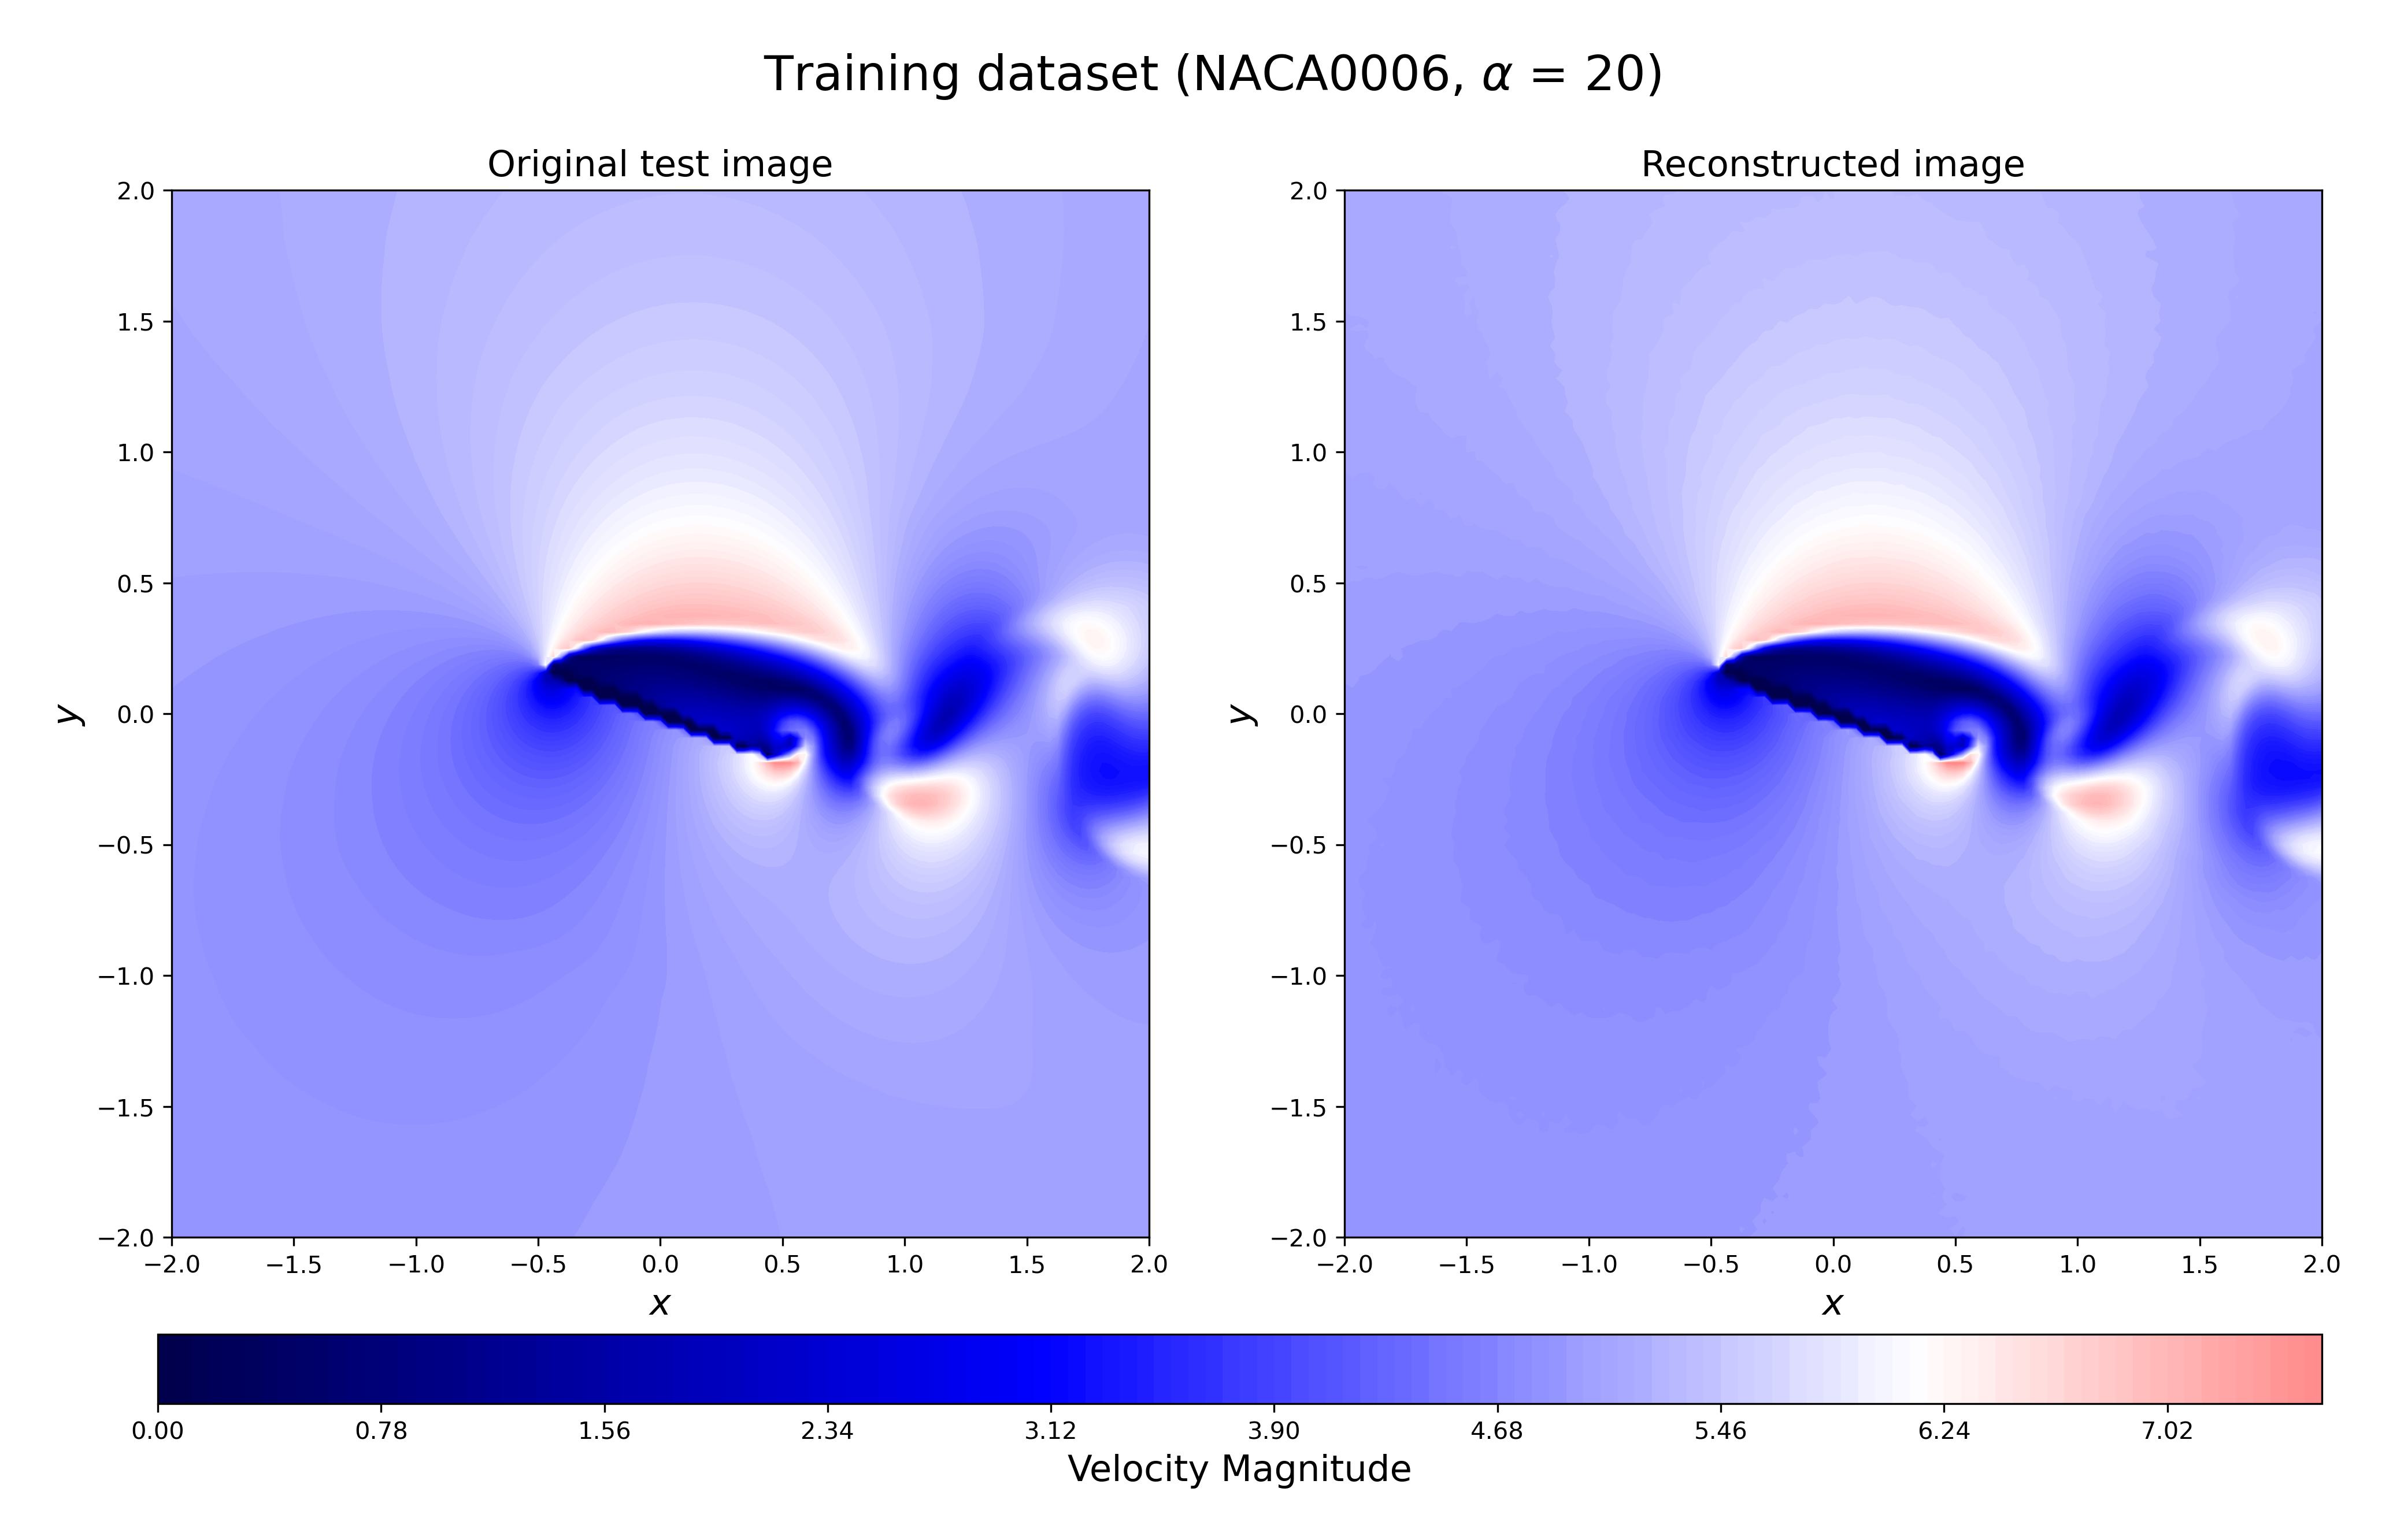 Training dataset (NACA0006, α = 20)
Original test image
Reconstructed image
2.0
1.5
1.0
0.5
0.0
−0.5
−1.0
−1.5
−2.0
y
−2.0 −1.5 −1.0 −0.5 0.0 0.5 1.0 1.5 2.0
x
2.0
1.5
1.0
0.5
0.0
−0.5
−1.0
−1.5
−2.0
y
−2.0 −1.5 −1.0 −0.5 0.0 0.5 1.0 1.5 2.0
x
0.00 0.78 1.56 2.34 3.12 3.90 4.68 5.46 6.24 7.02
Velocity Magnitude